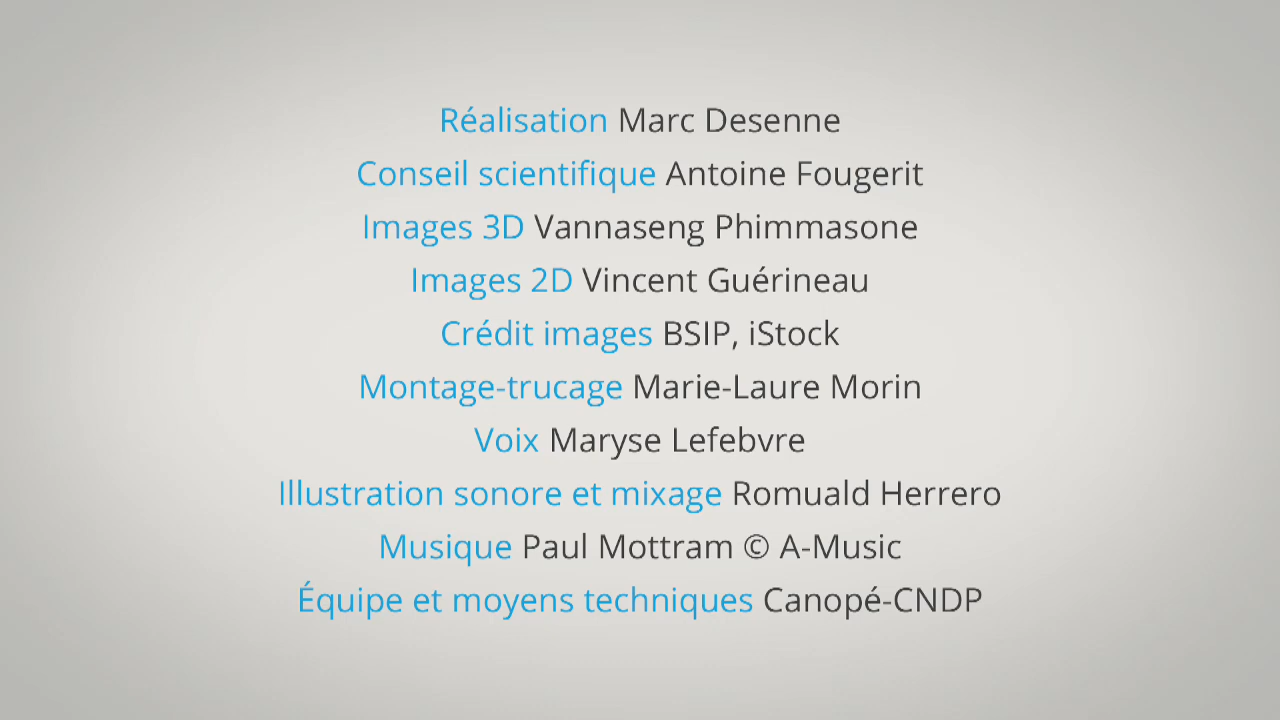 Réalisation Marc Desenne
Conseil scientifique Antoine Fougerit
Images 3D Vannaseng Phimmasone
Images 2D Vincent Guérineau
Crédit images BSIP, iStock
Montage-trucage Marie-Laure Morin
Voix Maryse Lefebvre
Illustration sonore et mixage Romuald Herrero
Musique Paul Mottram © A-Music
Équipe et moyens techniques Canopé-CNDP